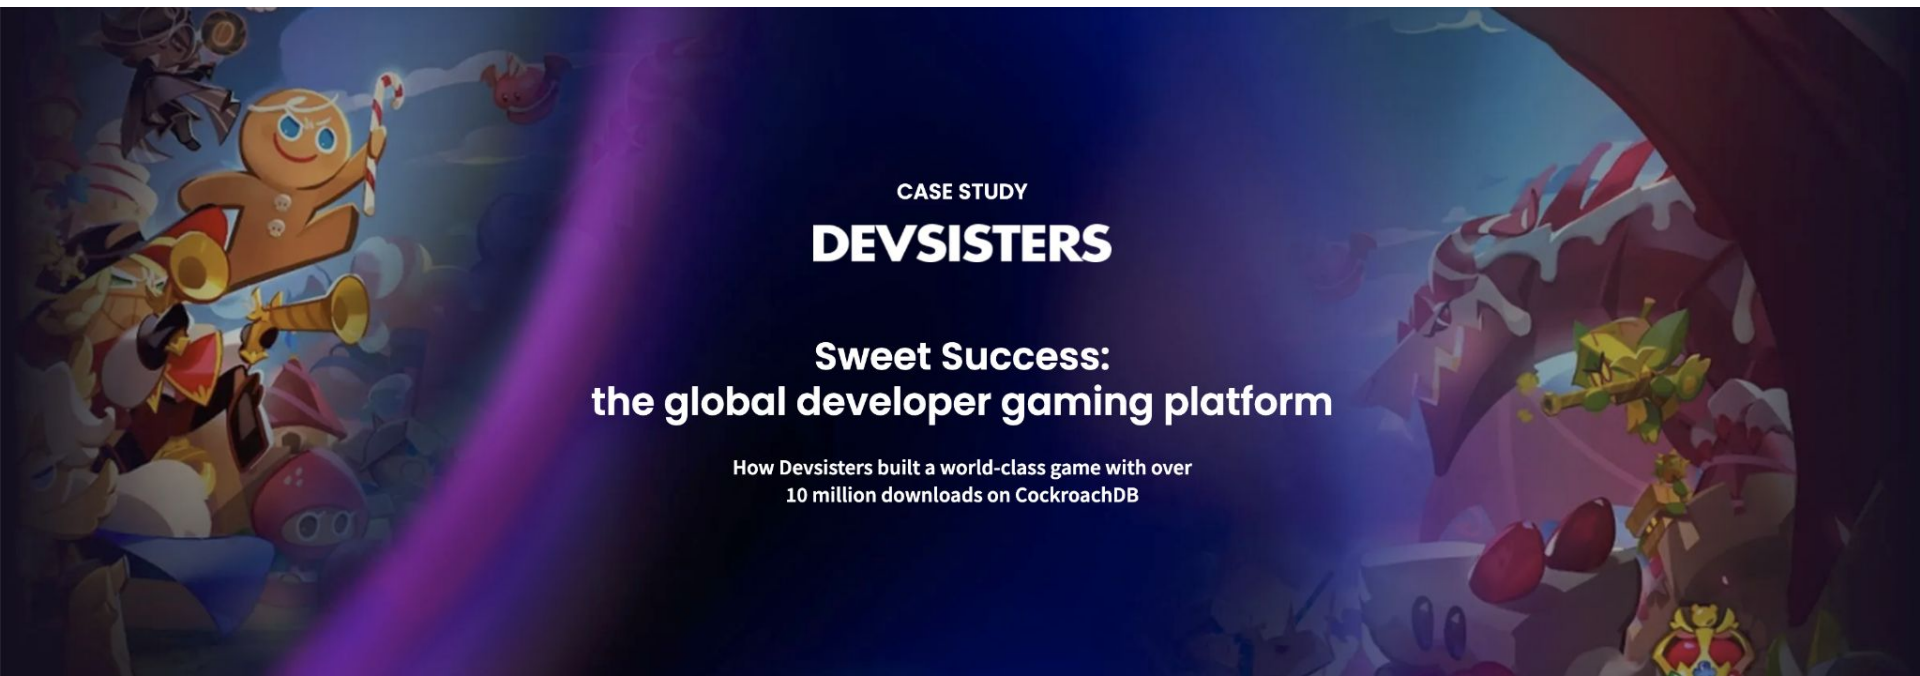 CASE STUDY
DEVSISTERS
Sweet Success:
the global developer gaming platform
How Devsisters built a world-class game with over
10 million downloads on CockroachDB